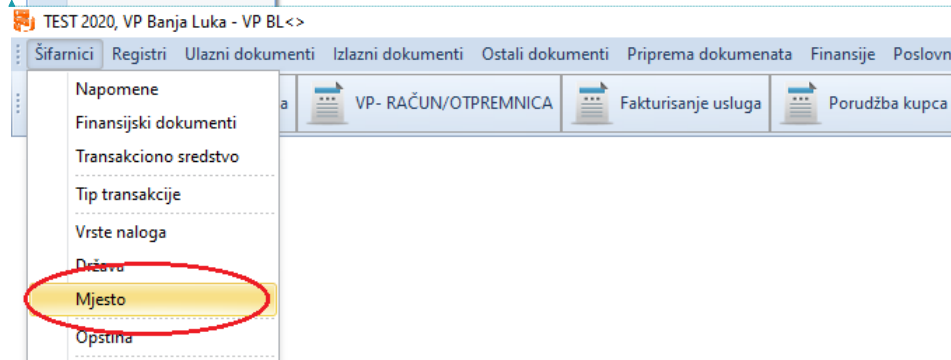 TEST 2020, VP Banja Luka - VP BL<>
Šifarnici Registri Ulazni dokumenti Izlazni dokumenti Ostali dokumenti Priprema dokumenata Finansije Poslovn
a VP- RAČUN/OTPREMNICA Fakturisanje usluga Porudžba kupca
Napomene
Finansijski dokumenti
Transakciono sredstvo
Tip transakcije
Vrste naloga
Država
Mjesto
Opština